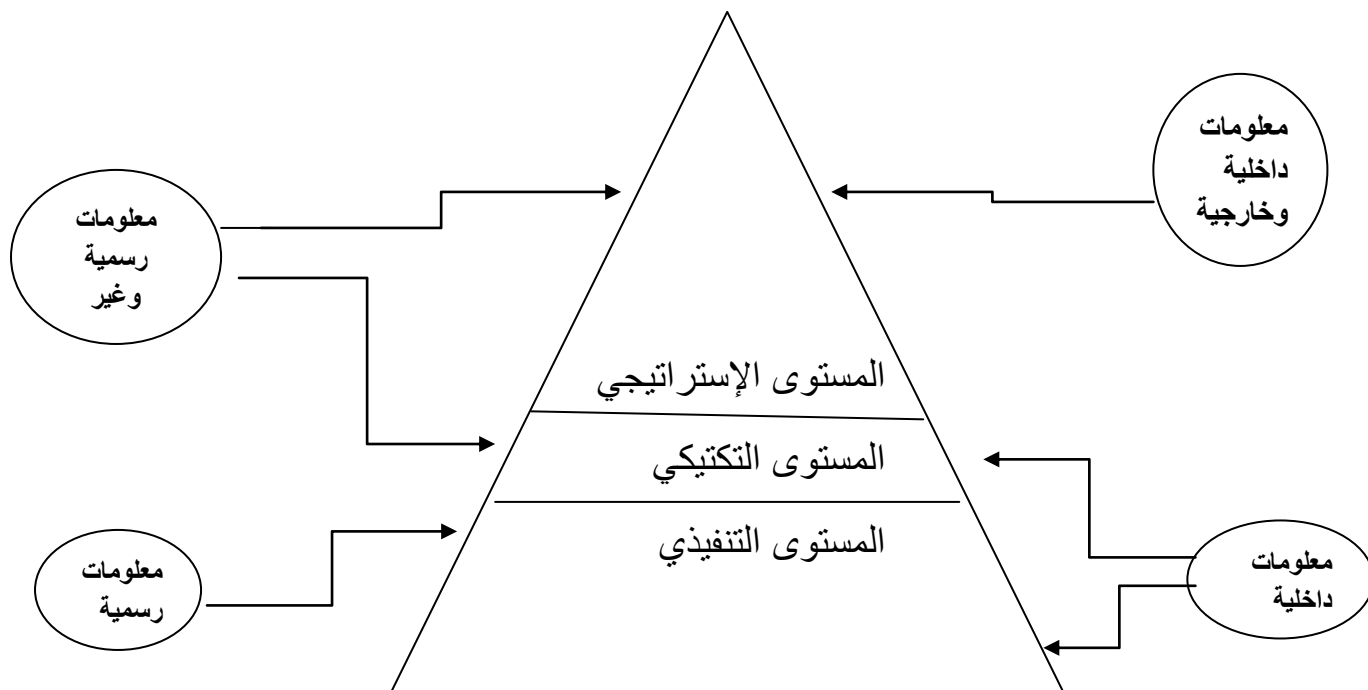 معلومات
داخلية
وخارجية
معلومات
رسمية
وغير
المستوى الإستراتيجي
المستوى التكتيكي
المستوى التنفيذي
معلومات
داخلية
معلومات
رسمية